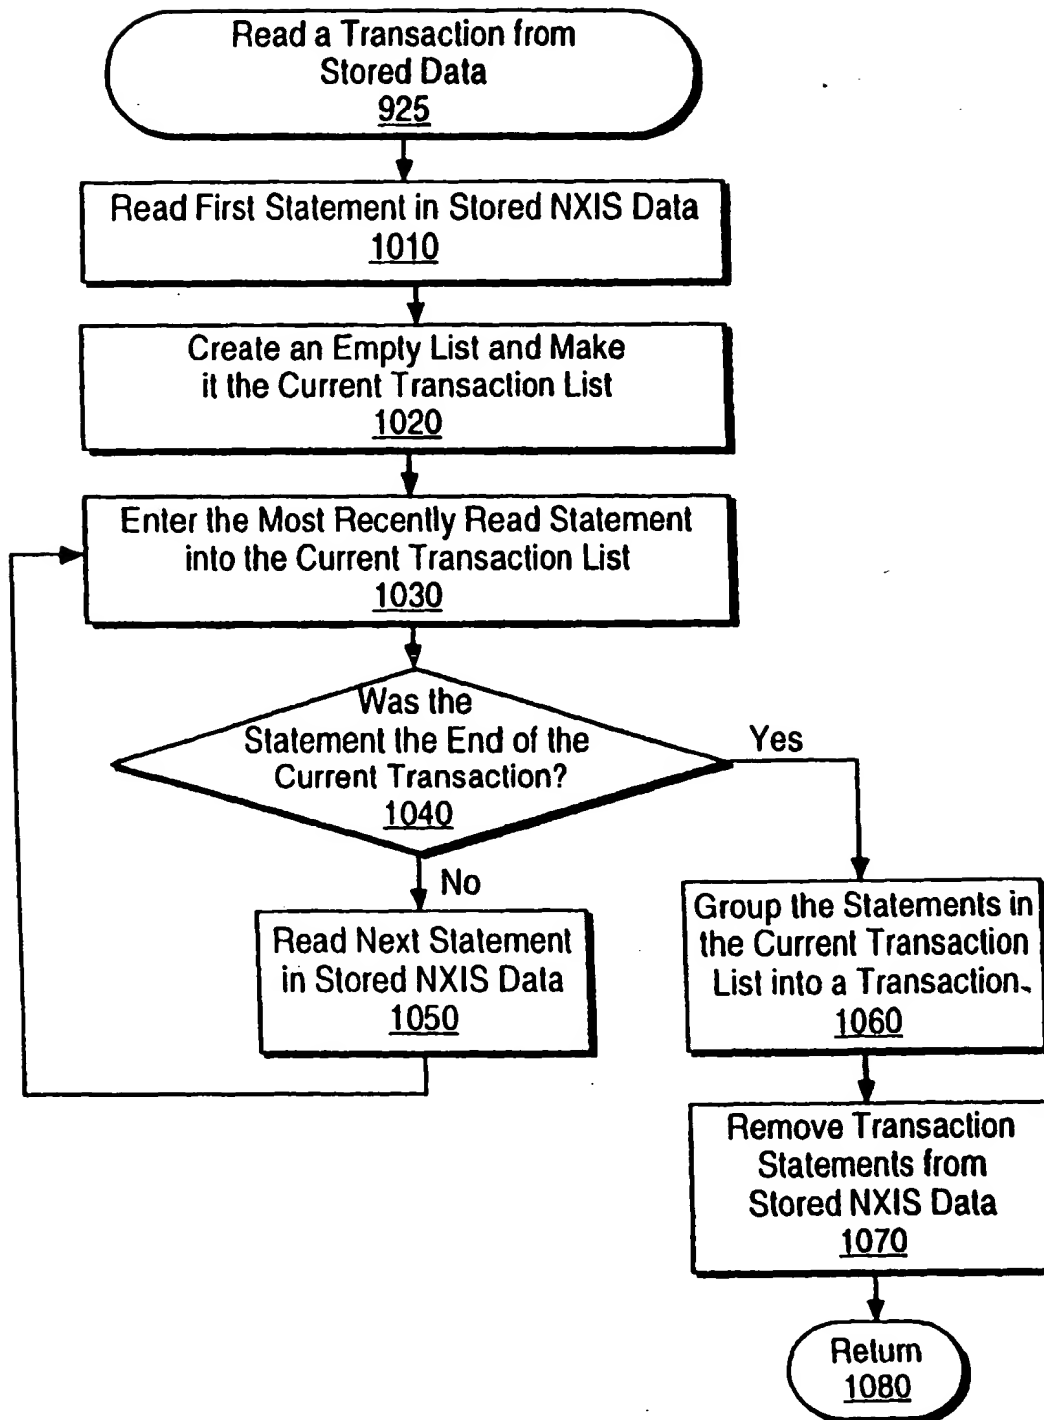 Read a Transaction from
Stored Data
925
Read First Statement in Stored NXIS Data
1010
Create an Empty List and Make
it the Current Transaction List
1020
Enter the Most Recently Read Statement
into the Current Transaction List
1030
Was the
Statement the End of the
Current Transaction?
1040
Yes
No
Read Next Statement
in Stored NXIS Data
1050
Group the Statements in
the Current Transaction
List into a Transaction
1060
Remove Transaction
Statements from
Stored NXIS Data
1070
Return
1080